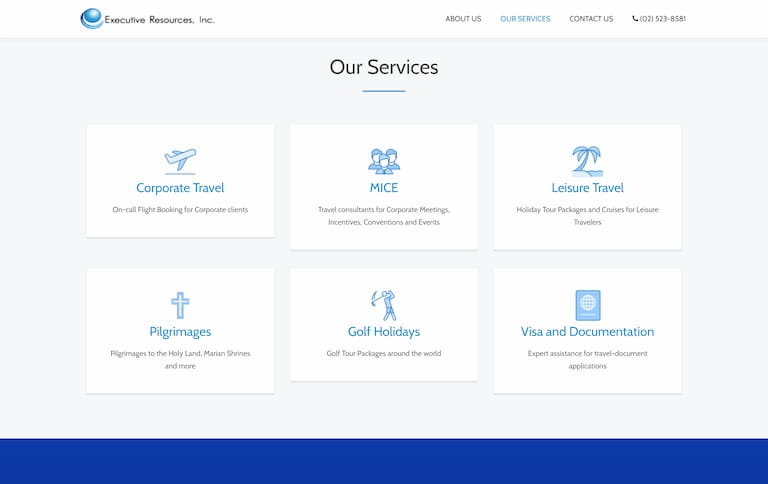 Executive Resources, Inc.
ABOUT US
OUR SERVICES
CONTACT US
(02) 523-8581
Our Services
Corporate Travel
On-call Flight Booking for Corporate clients
MICE
Travel consultants for Corporate Meetings,
Incentives, Conventions and Events
Leisure Travel
Holiday Tour Packages and Cruises for Leisure
Travelers
Pilgrimages
Pilgrimages to the Holy Land, Marian Shrines
and more
Golf Holidays
Golf Tour Packages around the world
Visa and Documentation
Expert assistance for travel-document
applications